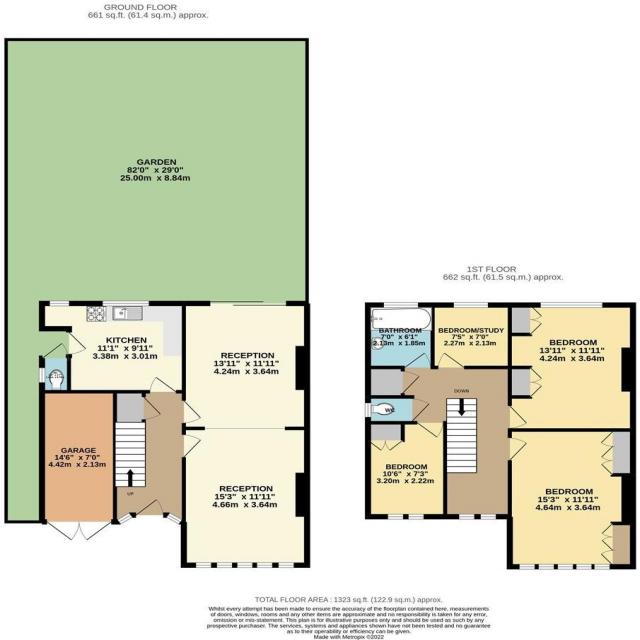 GROUND FLOOR
661 sq.ft. (61.4 sq.m.) approx.
GARDEN
82'0" x 29'0"
25.00m x 8.84m
KITCHEN
11'1" x 9'11"
3.38m x 3.01m
RECEPTION
13'11" x 11'11"
4.24m x 3.64m
GARAGE
14'6" x 7'0"
4.42m x 2.13m
UP
RECEPTION
15'3" x 11'11"
4.66m x 3.64m
1ST FLOOR
662 sq.ft. (61.5 sq.m.) approx.
BATHROOM
7'0" x 6'1"
2.13m x 1.85m
BEDROOM/STUDY
7'5" x 7'0"
2.27m x 2.13m
BEDROOM
13'11" x 11'11"
4.24m x 3.64m
DOWN
WC
BEDROOM
10'6" x 7'3"
3.20m x 2.22m
BEDROOM
15'3" x 11'11"
4.64m x 3.64m
TOTAL FLOOR AREA : 1323 sq.ft. (122.9 sq.m.) approx.
Whilst every attempt has been made to ensure the accuracy of the floorplan contained here, measurements
of doors, windows, rooms and any other items are approximate and no responsibility is taken for any error,
omission or mis-statement. This plan is for illustrative purposes only and should be used as such by any
prospective purchaser. The services, systems and appliances shown have not been tested and no guarantee
as to their operability or efficiency can be given.
Made with Metropix ©2022